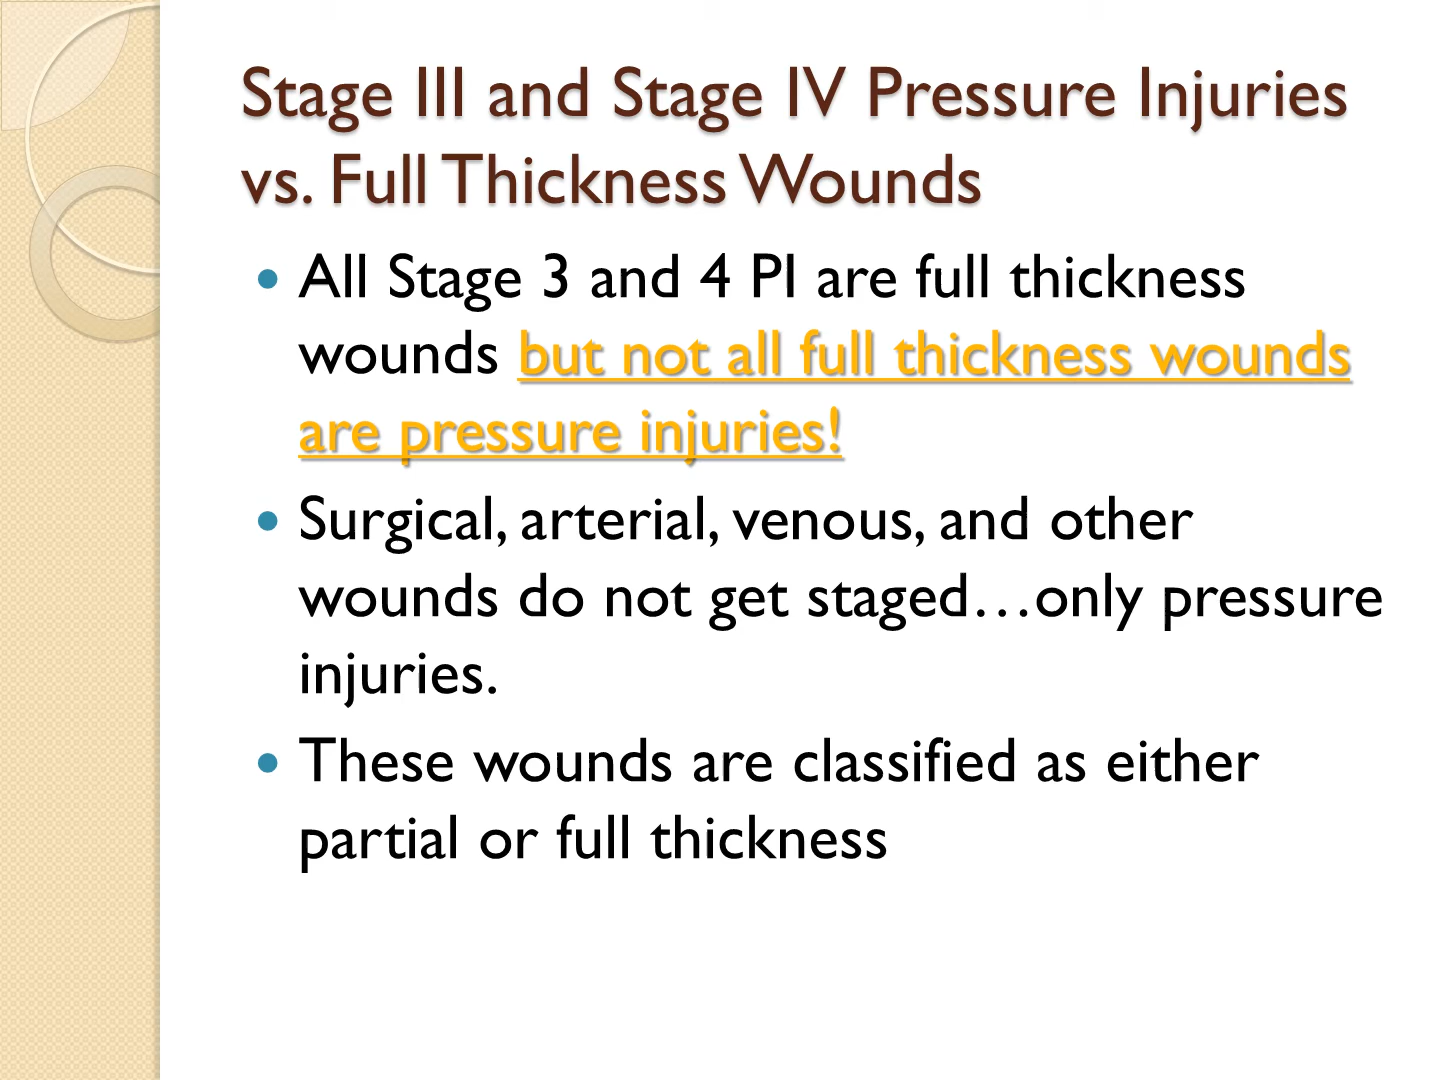 Stage III and Stage IV Pressure Injuries
vs. Full Thickness Wounds
• All Stage 3 and 4 PI are full thickness
wounds but not all full thickness wounds
are pressure injuries!
• Surgical, arterial, venous, and other
wounds do not get staged…only pressure
injuries.
• These wounds are classified as either
partial or full thickness